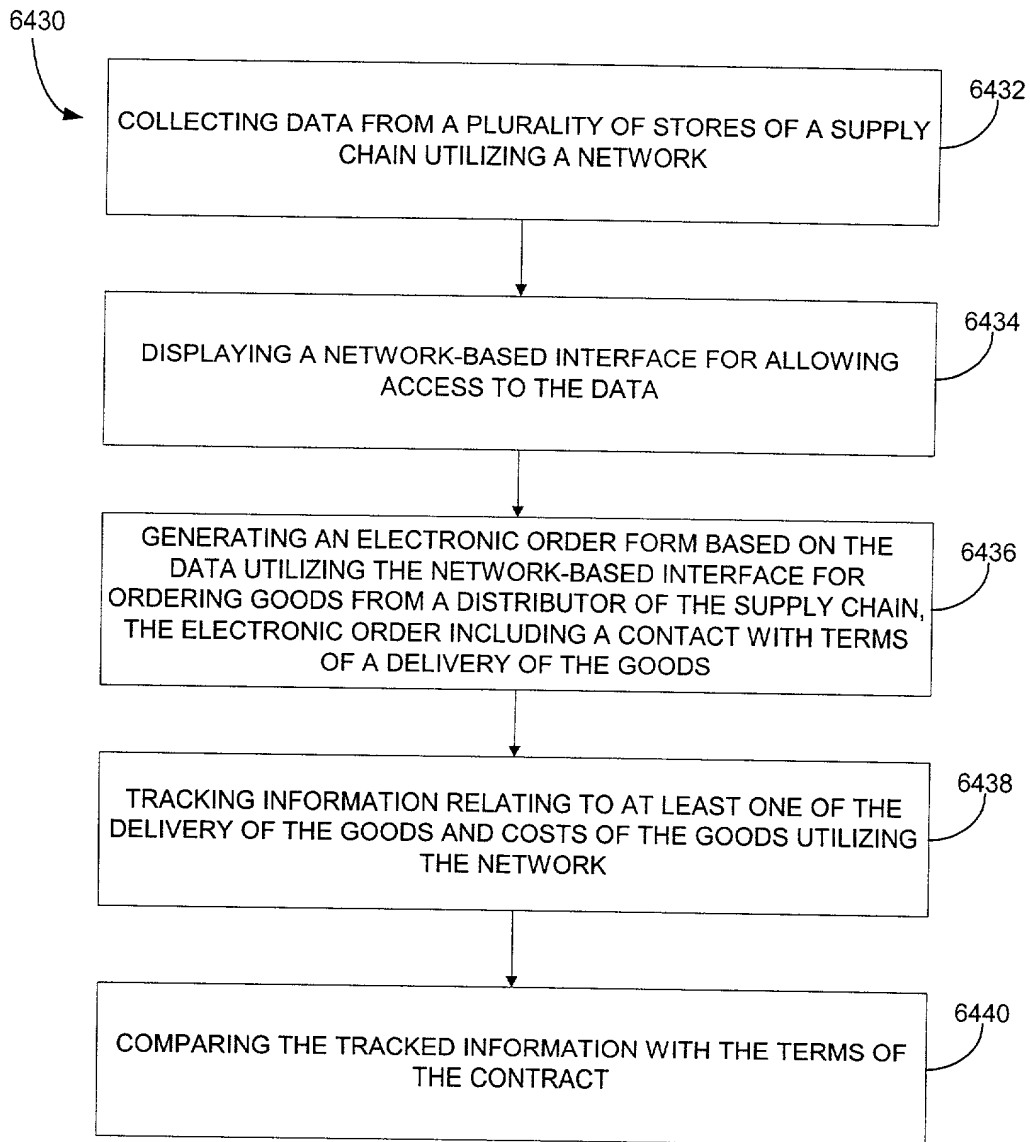 6430
6432
COLLECTING DATA FROM A PLURALITY OF STORES OF A SUPPLY
CHAIN UTILIZING A NETWORK
6434
DISPLAYING A NETWORK-BASED INTERFACE FOR ALLOWING
ACCESS TO THE DATA
6436
GENERATING AN ELECTRONIC ORDER FORM BASED ON THE
DATA UTILIZING THE NETWORK-BASED INTERFACE FOR
ORDERING GOODS FROM A DISTRIBUTOR OF THE SUPPLY CHAIN,
THE ELECTRONIC ORDER INCLUDING A CONTACT WITH TERMS
OF A DELIVERY OF THE GOODS
6438
TRACKING INFORMATION RELATING TO AT LEAST ONE OF THE
DELIVERY OF THE GOODS AND COSTS OF THE GOODS UTILIZING
THE NETWORK
6440
COMPARING THE TRACKED INFORMATION WITH THE TERMS OF
THE CONTRACT